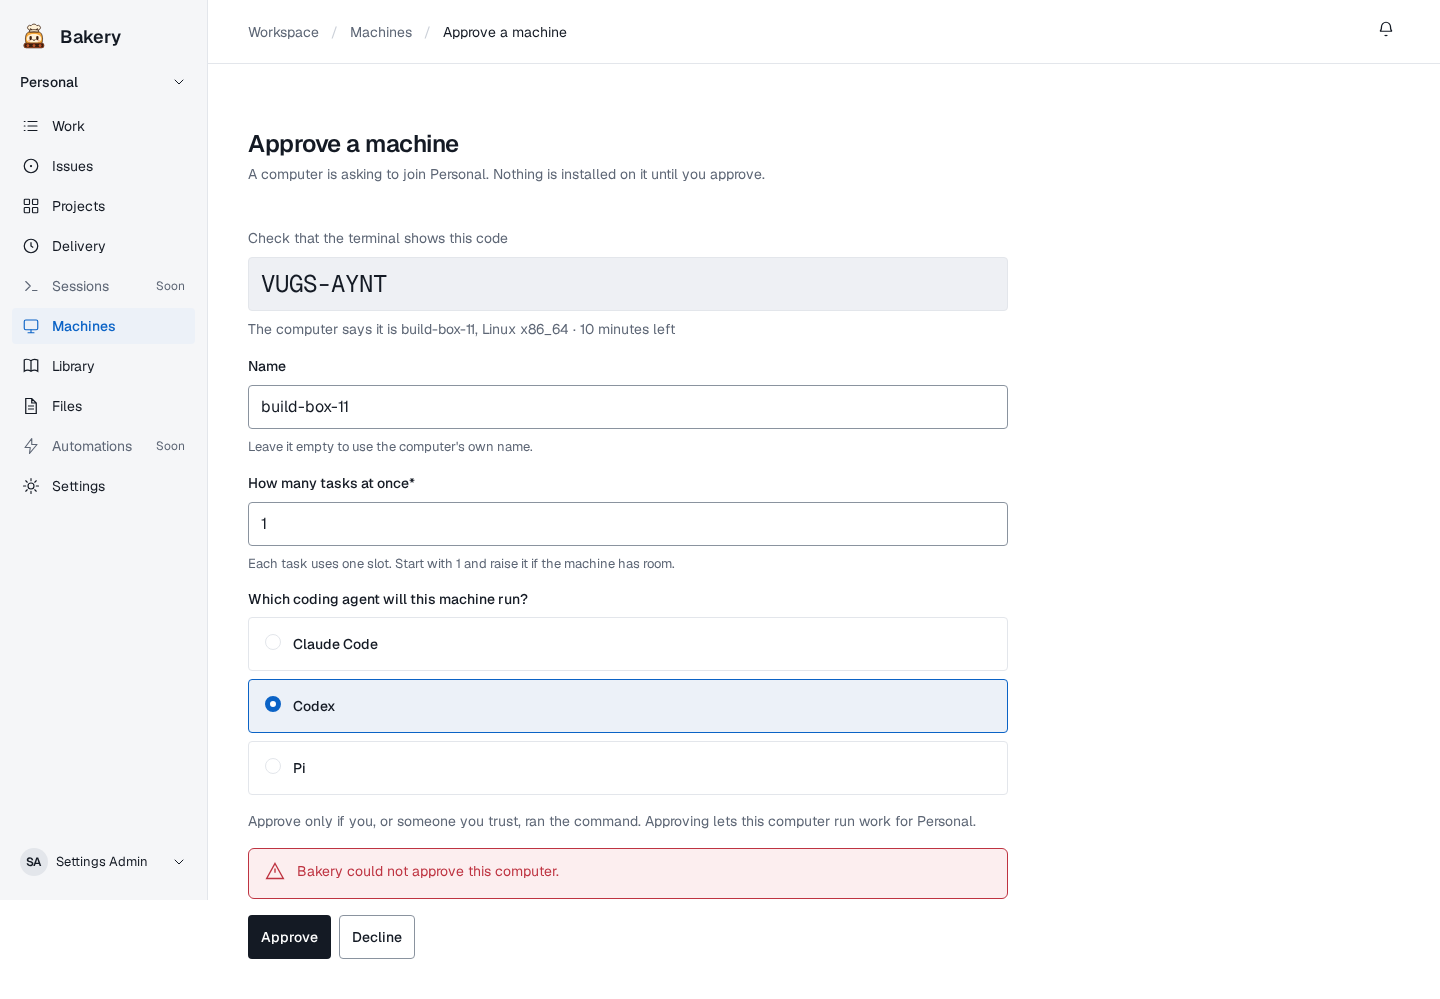 Bakery
Workspace / Machines / Approve a machine
Personal
Work
Issues
Projects
Delivery
Sessions Soon
Machines
Library
Files
Automations Soon
Settings
SA Settings Admin
Approve a machine
A computer is asking to join Personal. Nothing is installed on it until you approve.
Check that the terminal shows this code
VUGS-AYNT
The computer says it is build-box-11, Linux x86_64 · 10 minutes left
Name
build-box-11
Leave it empty to use the computer's own name.
How many tasks at once*
1
Each task uses one slot. Start with 1 and raise it if the machine has room.
Which coding agent will this machine run?
Claude Code
Codex
Pi
Approve only if you, or someone you trust, ran the command. Approving lets this computer run work for Personal.
Bakery could not approve this computer.
Approve Decline